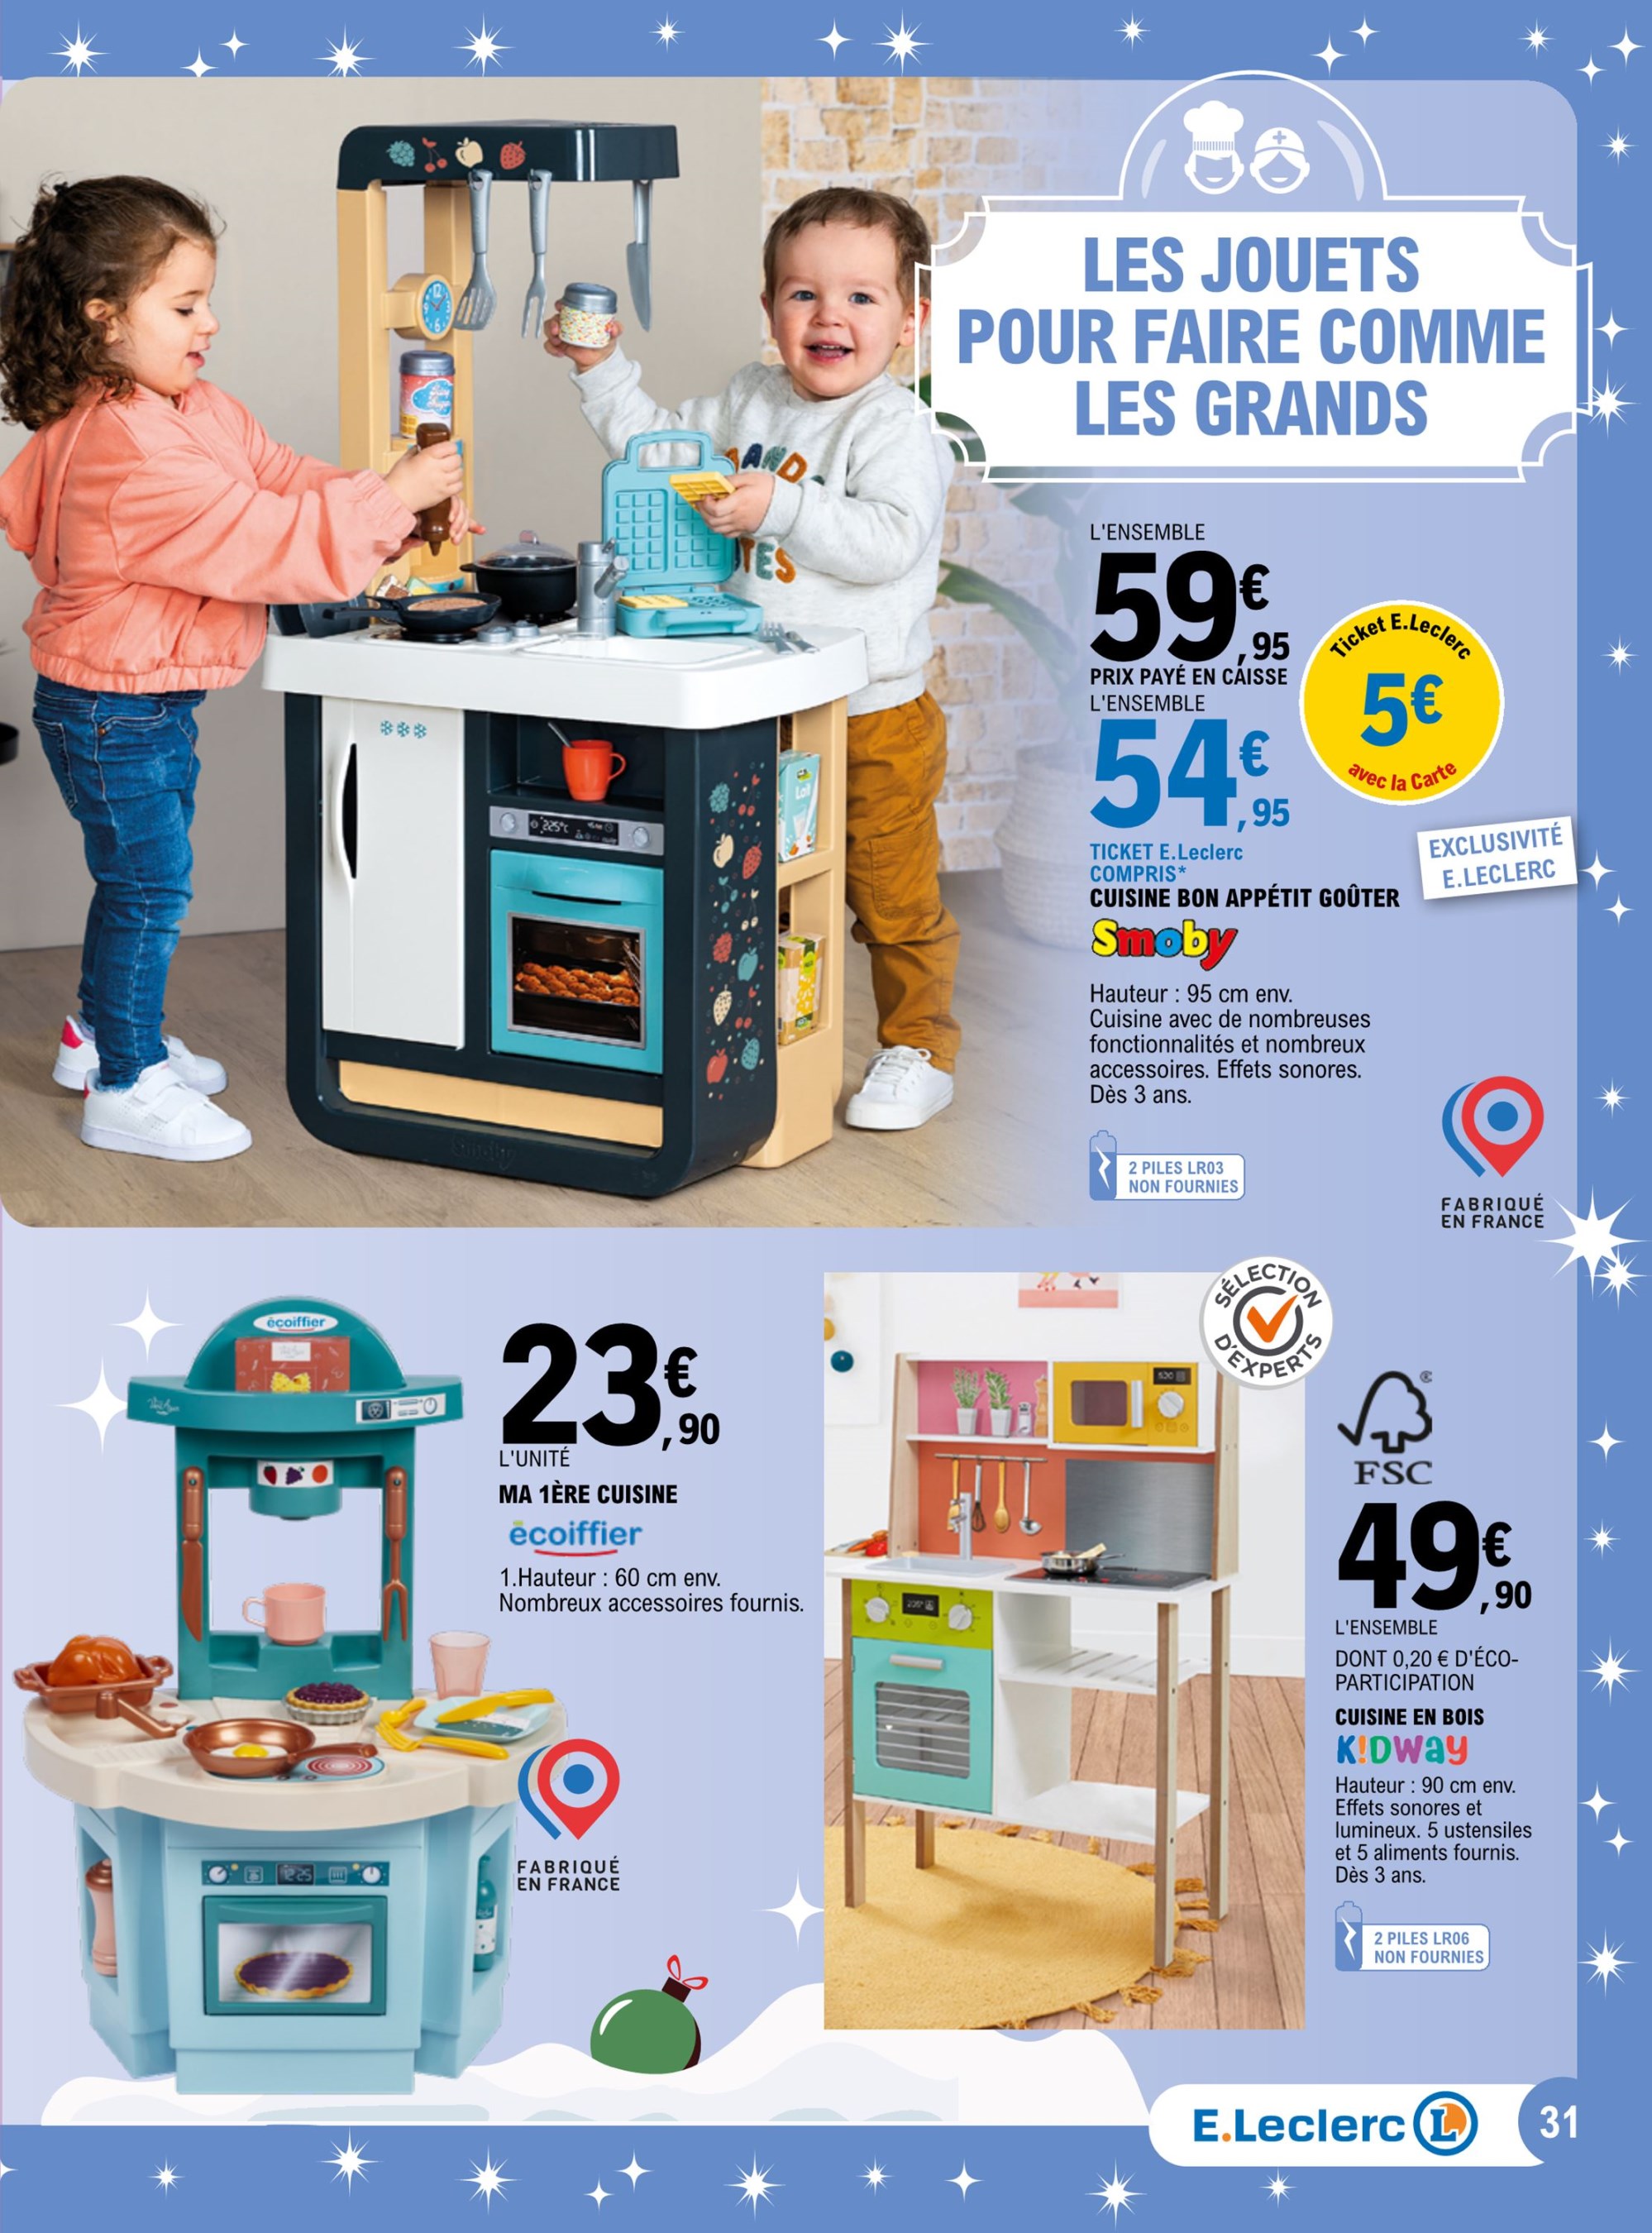 LES JOUETS
POUR FAIRE COMME
LES GRANDS
L'ENSEMBLE
59€,95
PRIX PAYÉ EN CAISSE
L'ENSEMBLE
54€,95
TICKET E.Leclerc
COMPRIS*
Ticket E.Leclerc
5€
avec la Carte
EXCLUSIVITÉ
E.LECLERC
CUISINE BON APPÉTIT GOÛTER
Smoby
Hauteur : 95 cm env.
Cuisine avec de nombreuses
fonctionnalités et nombreux
accessoires. Effets sonores.
Dès 3 ans.
2 PILES LR03
NON FOURNIES
FABRIQUÉ
EN FRANCE
225°c
Lait
Smoby
écoiffier
23€,90
L'UNITÉ
MA 1ÈRE CUISINE
écoiffier
1.Hauteur : 60 cm env.
Nombreux accessoires fournis.
FABRIQUÉ
EN FRANCE
SÉLECTION
D'EXPERTS
FSC
®
49€,90
L'ENSEMBLE
DONT 0,20 € D'ÉCO-
PARTICIPATION
CUISINE EN BOIS
K!DWAY
Hauteur : 90 cm env.
Effets sonores et
lumineux. 5 ustensiles
et 5 aliments fournis.
Dès 3 ans.
2 PILES LR06
NON FOURNIES
E.Leclerc L
31